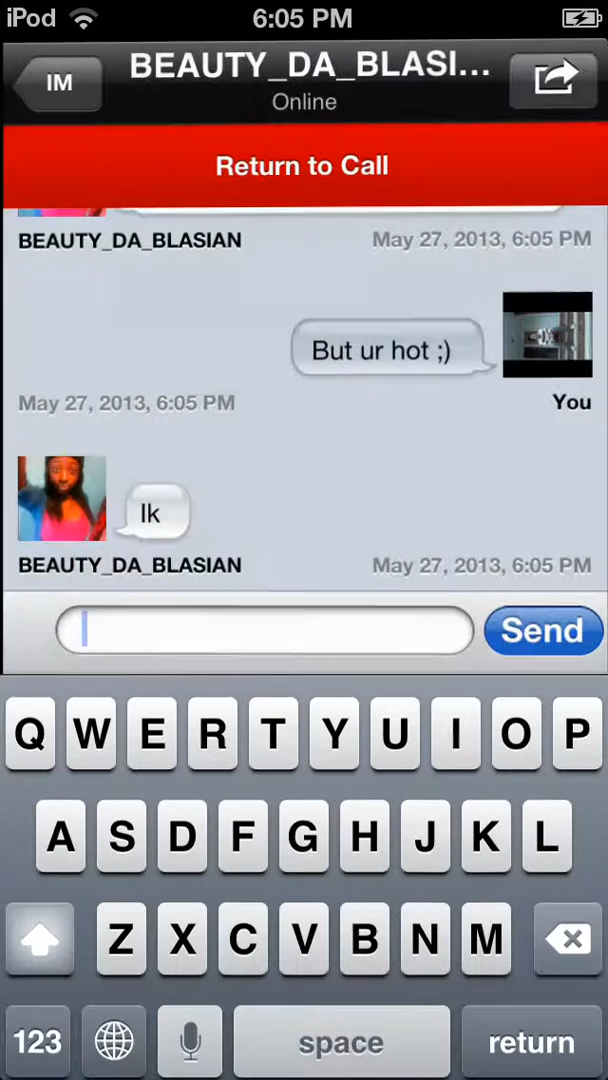 iPod 6:05 PM
IM
BEAUTY_DA_BLASI...
Online
Return to Call
BEAUTY_DA_BLASIAN May 27, 2013, 6:05 PM
But ur hot ;)
May 27, 2013, 6:05 PM You
Ik
BEAUTY_DA_BLASIAN May 27, 2013, 6:05 PM
Send
Q W E R T Y U I O P
A S D F G H J K L
Z X C V B N M
123 space return